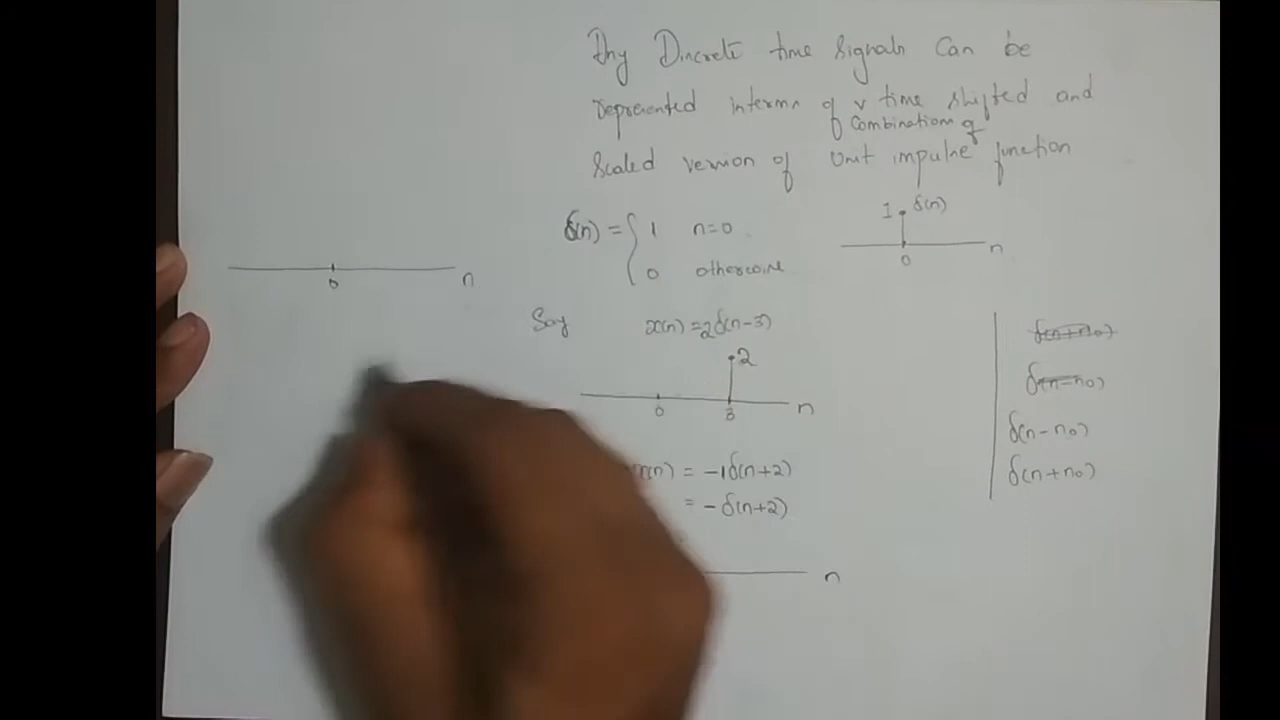 Any Discrete time signals can be
represented interms of v time shifted and
combination of
scaled version of unit impulse function
δ(n) = { 1 n=0
0 otherwise
1 δ(n)
0 n
0 n
Say x(n) = 2δ(n-3)
2
0 3 n
x(n) = -1δ(n+2)
= -δ(n+2)
n
δ(n+n0)
δ(n-n0)
δ(n-n0)
δ(n+n0)